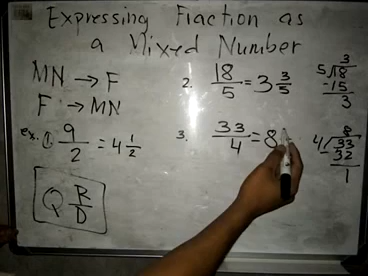 Expressing Fraction as
a Mixed Number
MN → F
F → MN
ex. ① 9/2 = 4 1/2
Q R/D
2. 18/5 = 3 3/5
3. 33/4 = 8
3
5√18
-15
3
8
4√33
-32
1